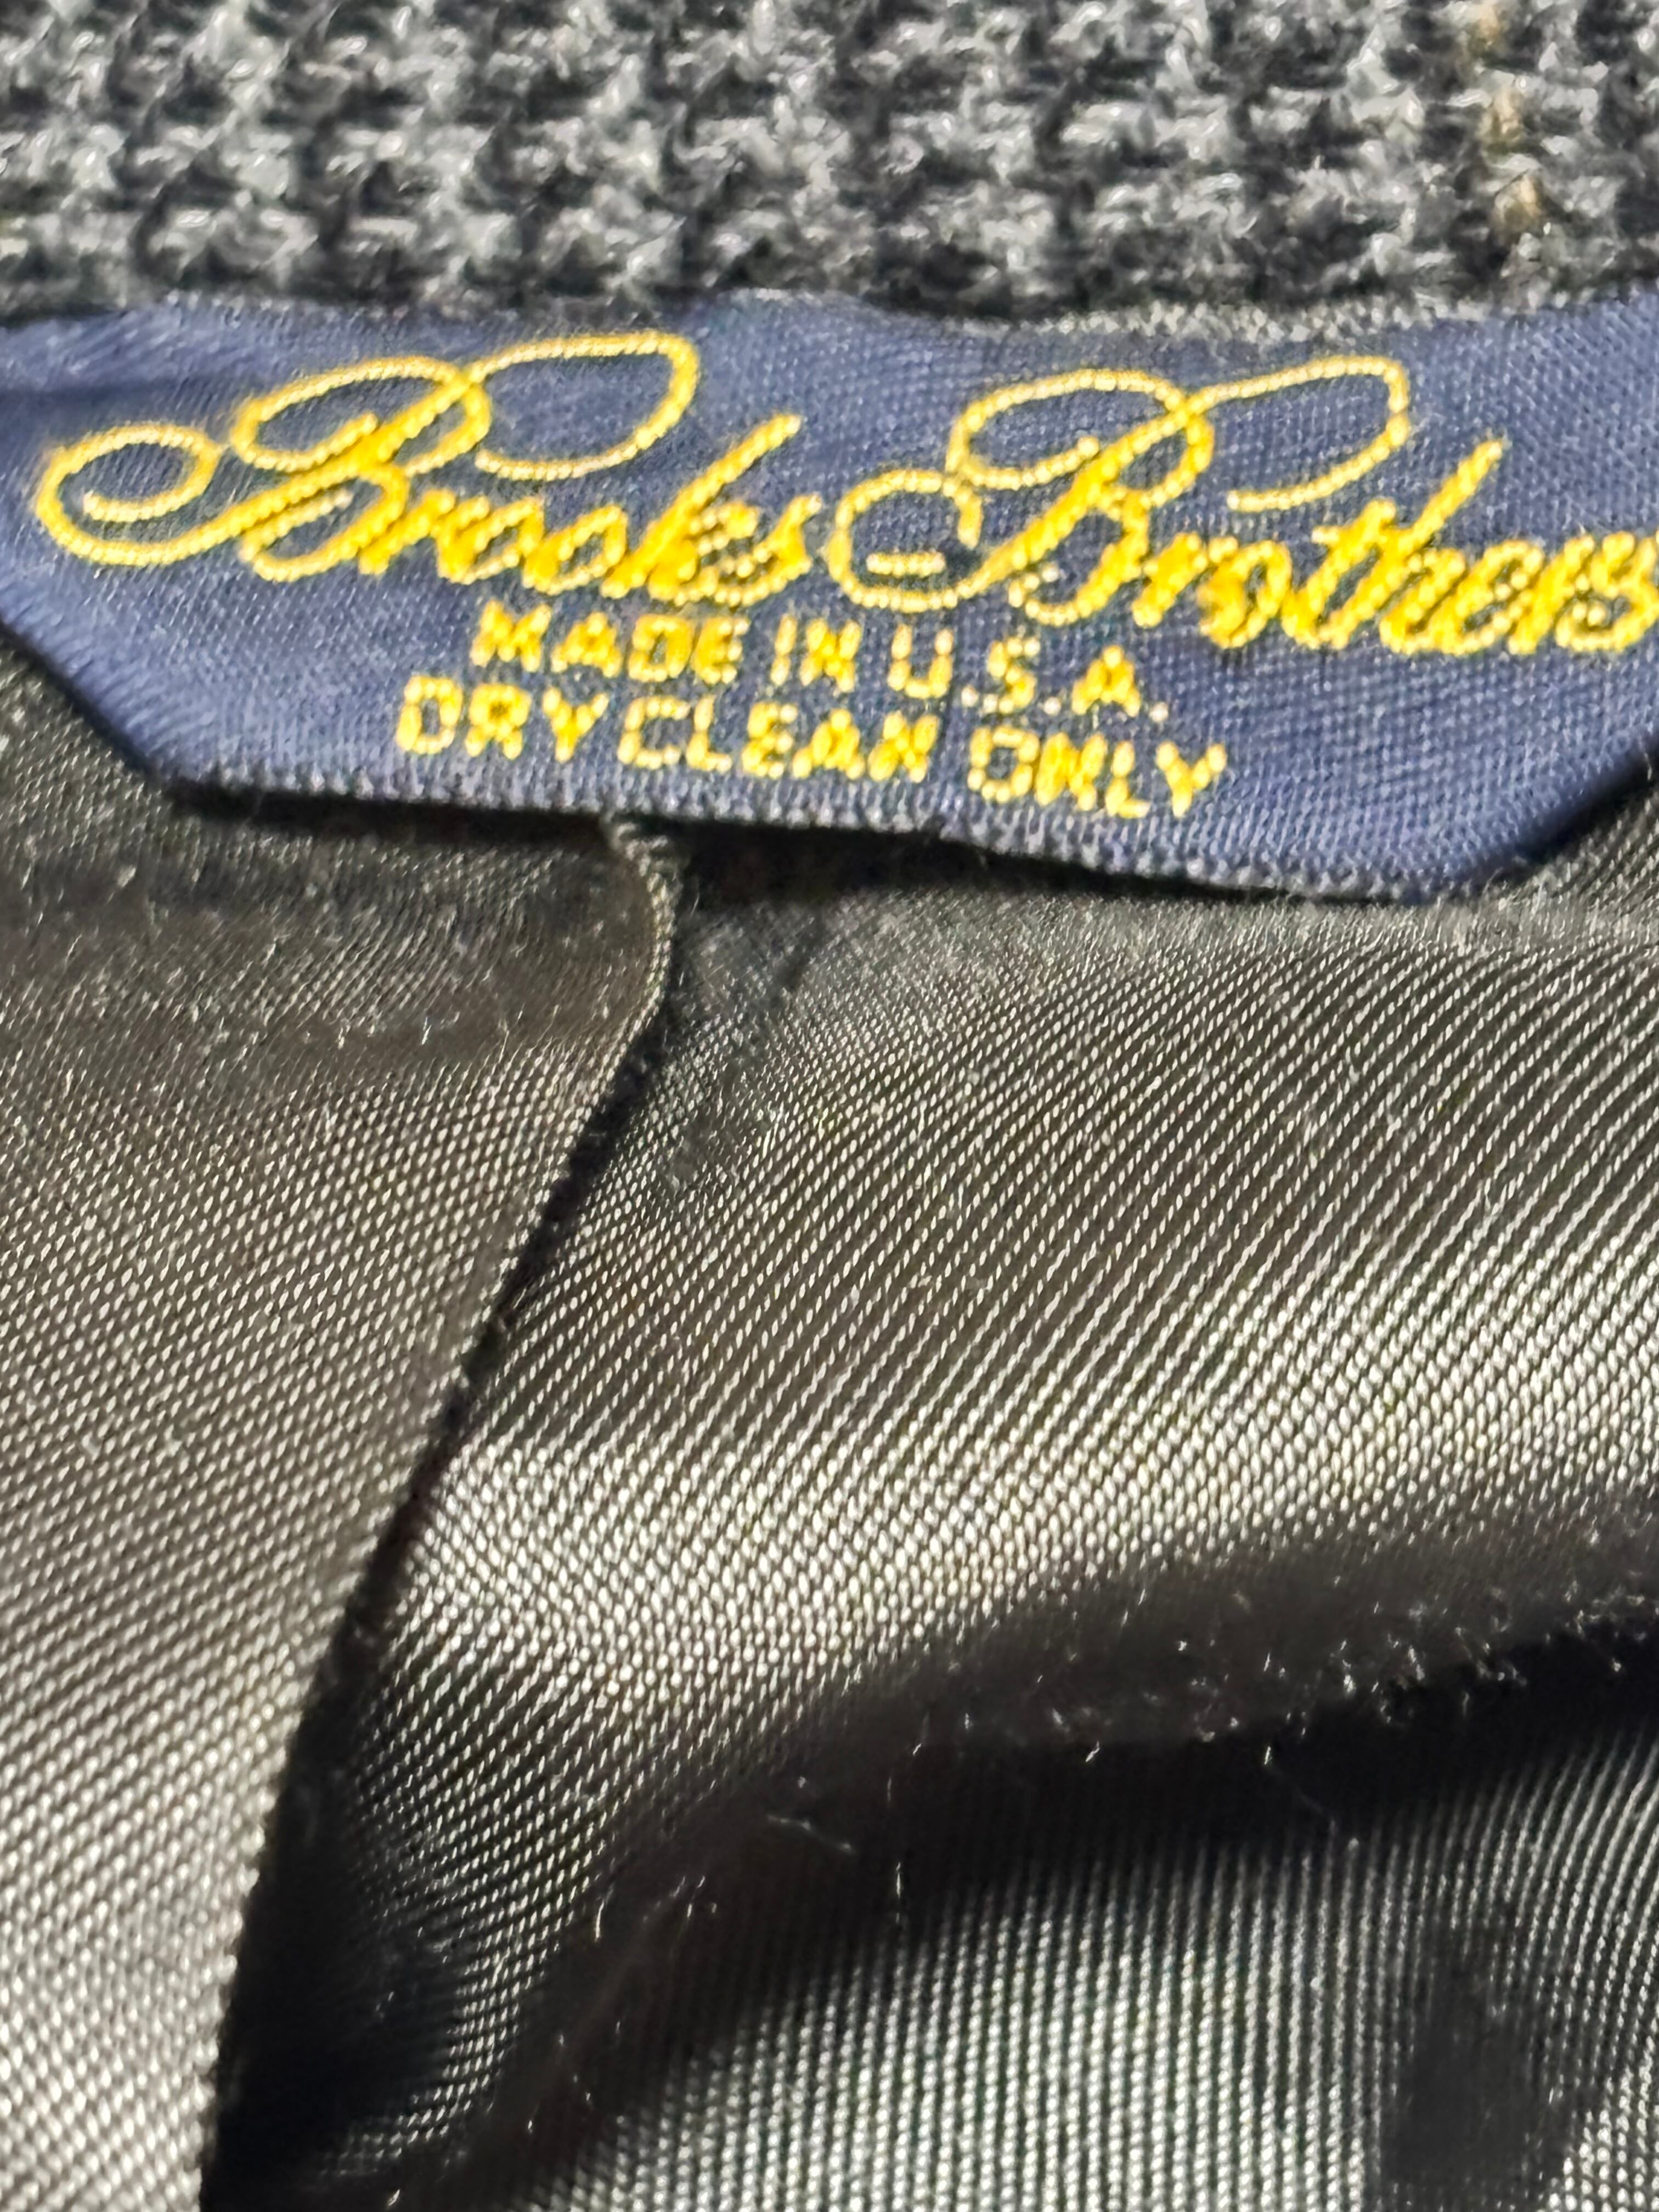 Brooks Brothers
MADE IN U.S.A.
DRY CLEAN ONLY